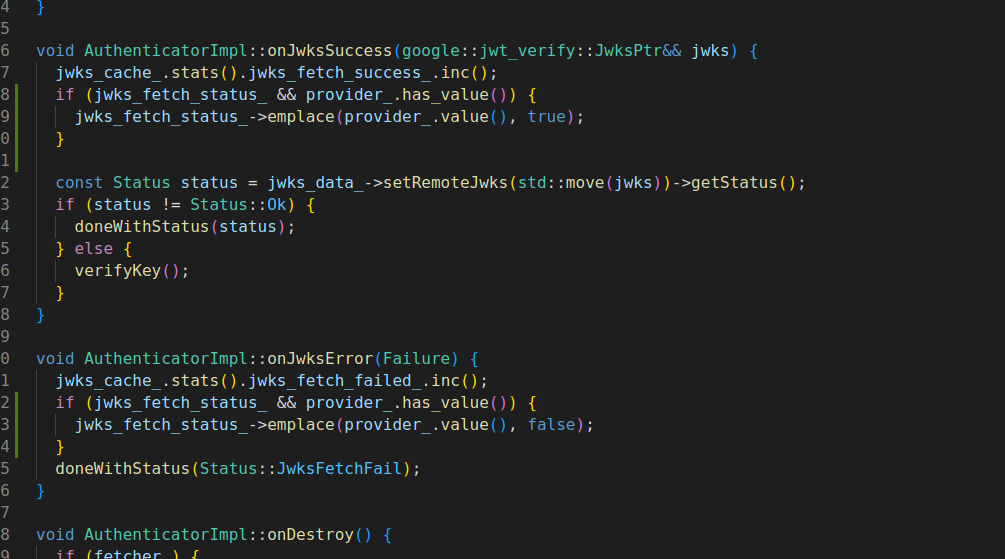 4 }
5
6 void AuthenticatorImpl::onJwksSuccess(google::jwt_verify::JwksPtr&& jwks) {
7 jwks_cache_.stats().jwks_fetch_success_.inc();
8 if (jwks_fetch_status_ && provider_.has_value()) {
9 jwks_fetch_status_->emplace(provider_.value(), true);
0 }
1
2 const Status status = jwks_data_->setRemoteJwks(std::move(jwks))->getStatus();
3 if (status != Status::Ok) {
4 doneWithStatus(status);
5 } else {
6 verifyKey();
7 }
8 }
9
0 void AuthenticatorImpl::onJwksError(Failure) {
1 jwks_cache_.stats().jwks_fetch_failed_.inc();
2 if (jwks_fetch_status_ && provider_.has_value()) {
3 jwks_fetch_status_->emplace(provider_.value(), false);
4 }
5 doneWithStatus(Status::JwksFetchFail);
6 }
7
8 void AuthenticatorImpl::onDestroy() {
9 if (fetcher_) {